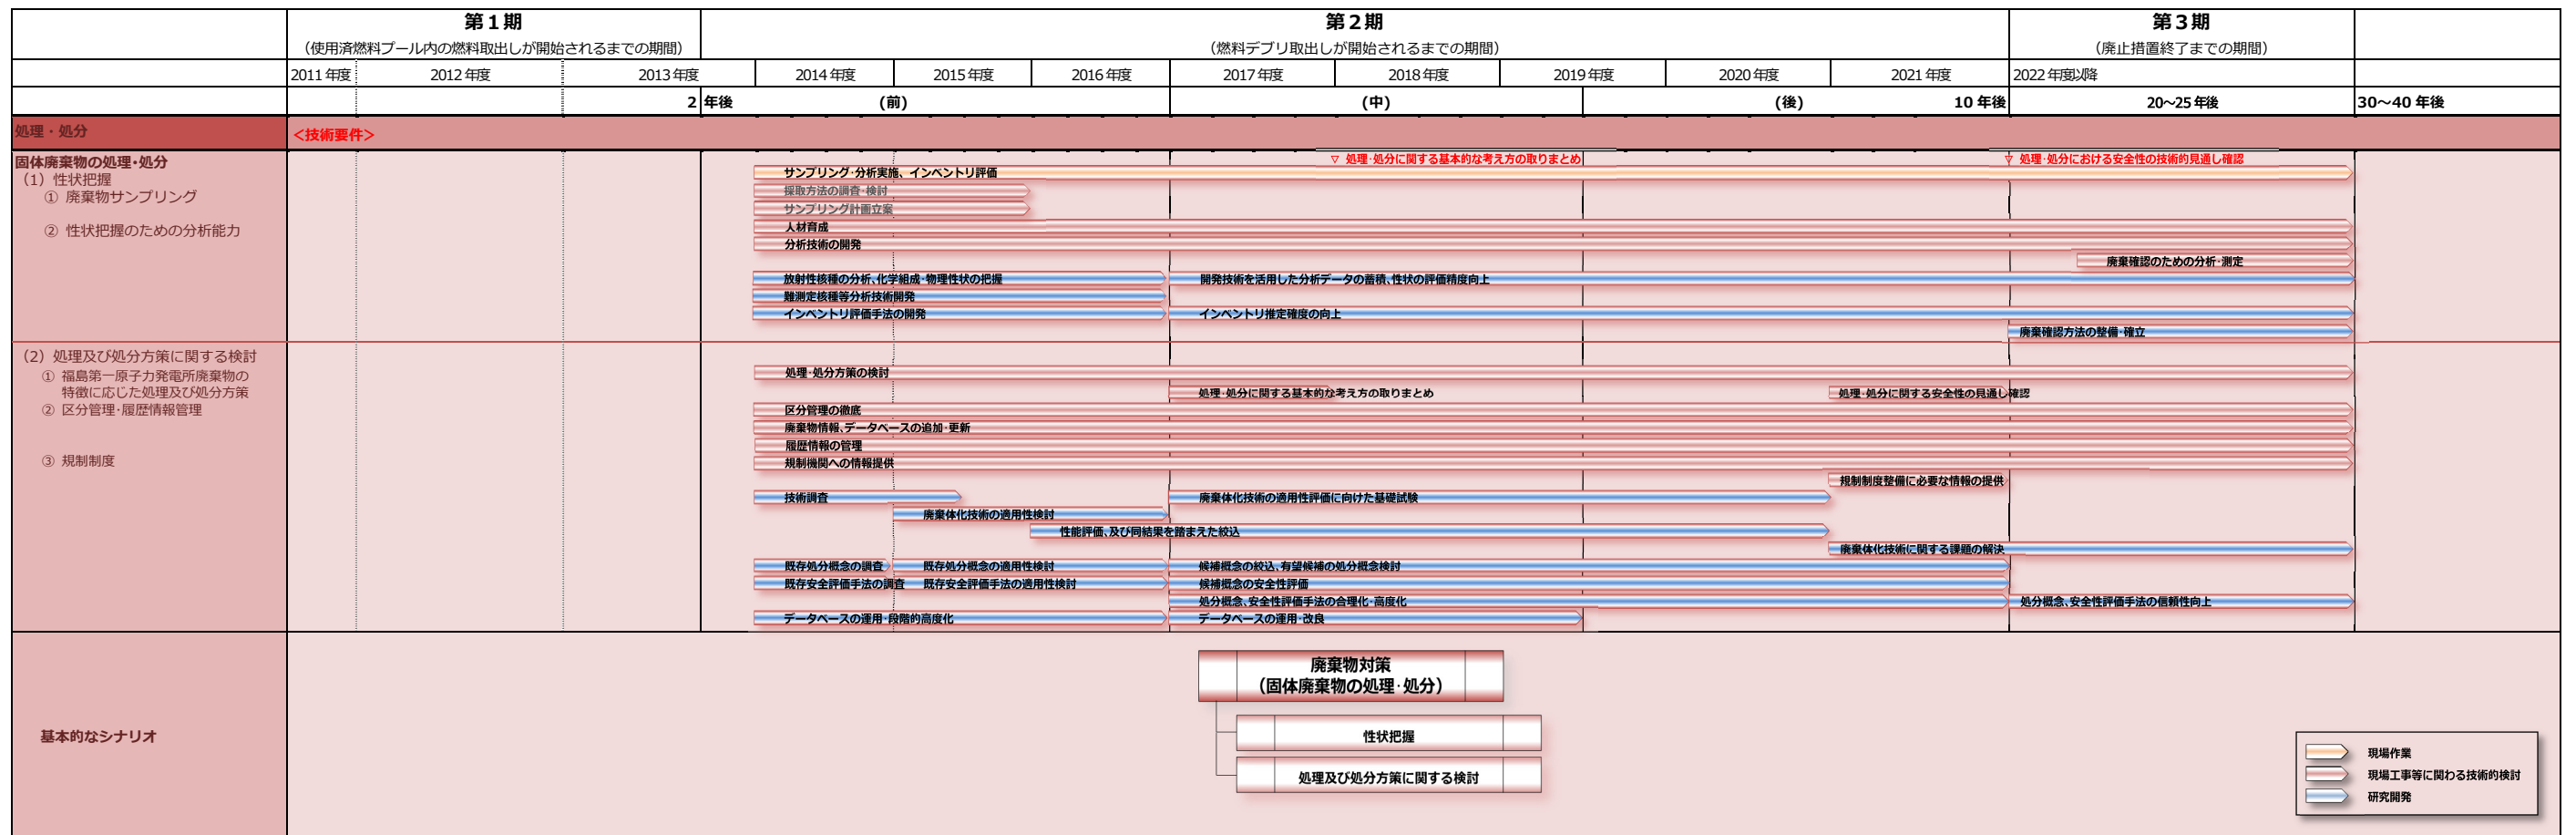 第１期
第２期
第３期
（使用済燃料プール内の燃料取出しが開始されるまでの期間）
（燃料デブリ取出しが開始されるまでの期間）
（廃止措置終了までの期間）
2011 年度
2012 年度
2013 年度
2014 年度
2015 年度
2016 年度
2017 年度
2018 年度
2019 年度
2020 年度
2021 年度
2022 年度以降
2 年後
(前)
(中)
(後)
10 年後
20～25 年後
30～40 年後
処理・処分
<技術要件>
固体廃棄物の処理・処分
▽ 処理・処分に関する基本的な考え方の取りまとめ
▽ 処理・処分における安全性の技術的見通し確認
サンプリング・分析実施、インベントリ評価
（1）性状把握
採取方法の調査・検討
① 廃棄物サンプリング
サンプリング計画立案
人材育成
② 性状把握のための分析能力
分析技術の開発
廃棄確認のための分析・測定
放射性核種の分析、化学組成・物理性状の把握
開発技術を活用した分析データの蓄積、性状の評価精度向上
難測定核種等分析技術開発
インベントリ評価手法の開発
インベントリ推定確度の向上
廃棄確認方法の整備・確立
（2）処理及び処分方策に関する検討
① 福島第一原子力発電所廃棄物の
特徴に応じた処理及び処分方策
処理・処分方策の検討
処理・処分に関する基本的な考え方の取りまとめ
処理・処分に関する安全性の見通し確認
② 区分管理・履歴情報管理
区分管理の徹底
廃棄物情報、データベースの追加・更新
履歴情報の管理
③ 規制制度
規制機関への情報提供
規制制度整備に必要な情報の提供
技術調査
廃棄体化技術の適用性評価に向けた基礎試験
廃棄体化技術の適用性検討
性能評価、及び同結果を踏まえた絞込
廃棄体化技術に関する課題の解決
既存処分概念の調査
既存処分概念の適用性検討
候補概念の絞込、有望候補の処分概念検討
既存安全評価手法の調査
既存安全評価手法の適用性検討
候補概念の安全性評価
処分概念、安全性評価手法の合理化・高度化
処分概念、安全性評価手法の信頼性向上
データベースの運用・段階的高度化
データベースの運用・改良
基本的なシナリオ
廃棄物対策
（固体廃棄物の処理・処分）
性状把握
処理及び処分方策に関する検討
現場作業
現場工事等に関わる技術的検討
研究開発